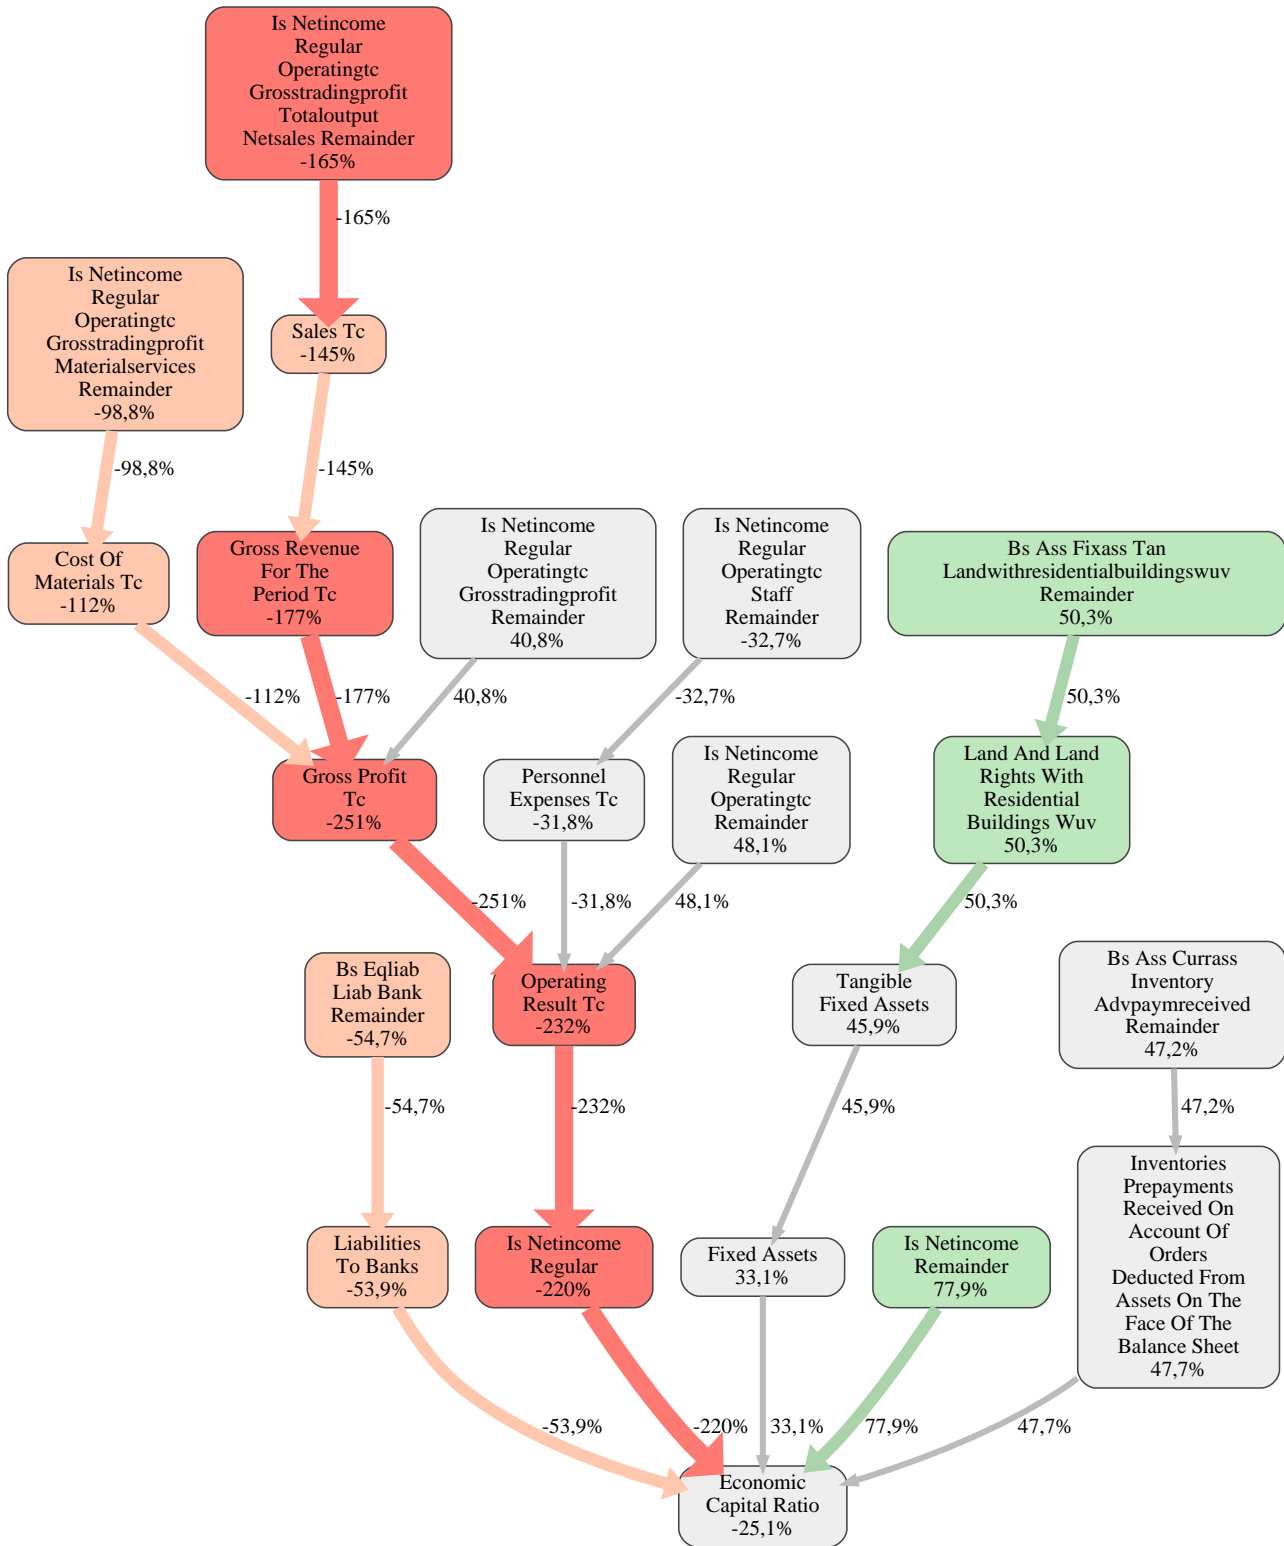 Is Netincome
Regular
Operatingtc
Grosstradingprofit
Totaloutput
Netsales Remainder
-165%
-165%
Is Netincome
Regular
Operatingtc
Grosstradingprofit
Materialservices
Remainder
-98,8%
Sales Tc
-145%
-98,8%
-145%
Cost Of
Materials Tc
-112%
Gross Revenue
For The
Period Tc
-177%
Is Netincome
Regular
Operatingtc
Grosstradingprofit
Remainder
40,8%
Is Netincome
Regular
Operatingtc
Staff
Remainder
-32,7%
Bs Ass Fixass Tan
Landwithresidentialbuildingswuv
Remainder
50,3%
-112%
-177%
40,8%
-32,7%
50,3%
Gross Profit
Tc
-251%
Personnel
Expenses Tc
-31,8%
Is Netincome
Regular
Operatingtc
Remainder
48,1%
Land And Land
Rights With
Residential
Buildings Wuv
50,3%
-251%
-31,8%
48,1%
50,3%
Bs Eqliab
Liab Bank
Remainder
-54,7%
Operating
Result Tc
-232%
Tangible
Fixed Assets
45,9%
Bs Ass Currass
Inventory
Advpaymreceived
Remainder
47,2%
-54,7%
-232%
45,9%
47,2%
Liabilities
To Banks
-53,9%
Is Netincome
Regular
-220%
Fixed Assets
33,1%
Is Netincome
Remainder
77,9%
Inventories
Prepayments
Received On
Account Of
Orders
Deducted From
Assets On The
Face Of The
Balance Sheet
47,7%
-53,9%
-220%
33,1%
77,9%
47,7%
Economic
Capital Ratio
-25,1%